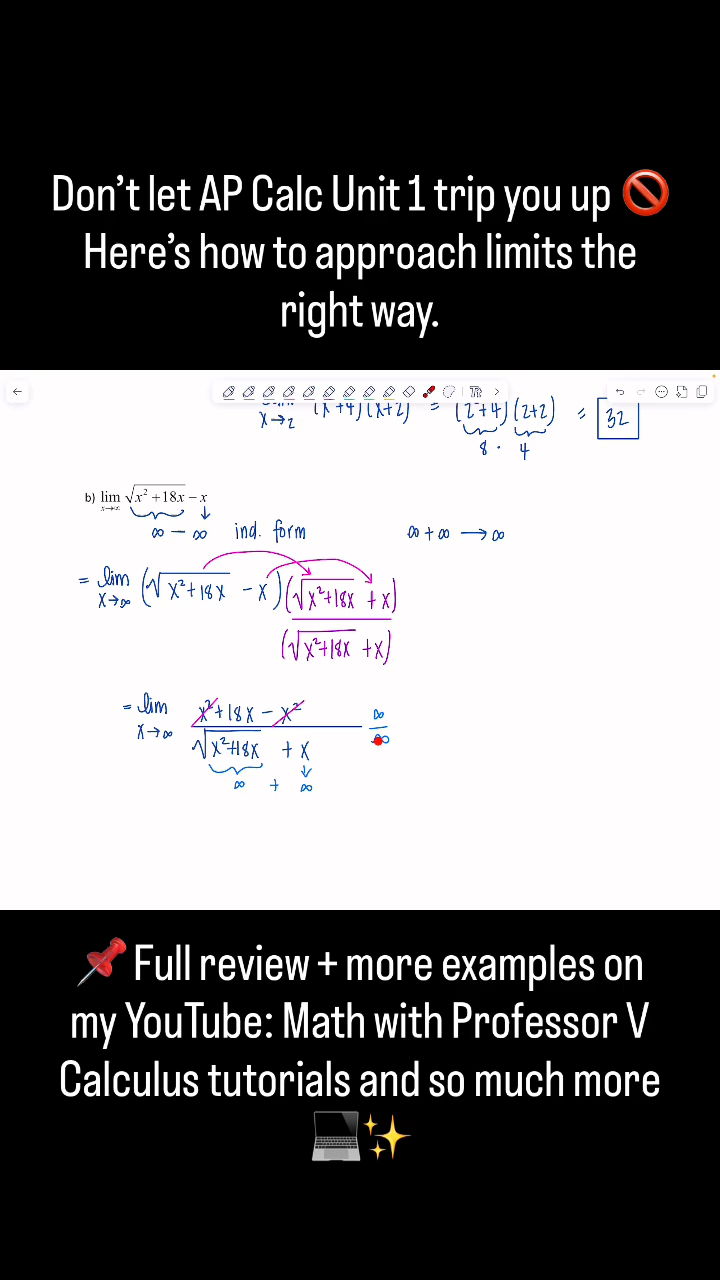 Don't let AP Calc Unit 1 trip you up 🚫
Here's how to approach limits the
right way.
x→2 (x+4)(x+2) = (2+4)(2+2) = 32
8 · 4
b) lim x→∞ √(x² + 18x) − x
∞ − ∞ ind. form ∞ + ∞ → ∞
= lim x→∞ (√(x²+18x) − x) (√(x²+18x) + x)
(√(x²+18x) + x)
= lim x→∞ x²+18x − x² ∞
√(x²+18x) + x ∞
∞ + ∞
📌 Full review + more examples on
my YouTube: Math with Professor V
Calculus tutorials and so much more
💻✨